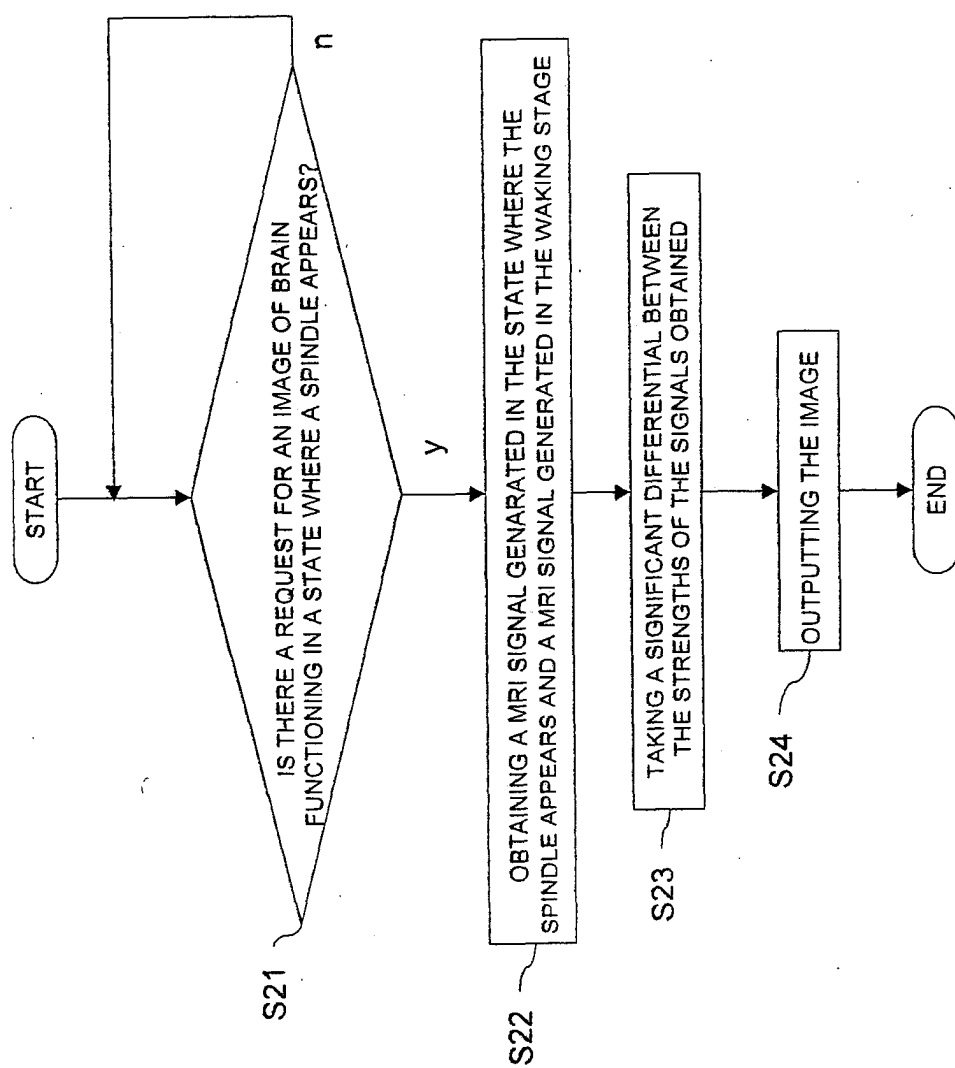 START
n
IS THERE A REQUEST FOR AN IMAGE OF BRAIN
FUNCTIONING IN A STATE WHERE A SPINDLE APPEARS?
S21
y
OBTAINING A MRI SIGNAL GENARATED IN THE STATE WHERE THE
SPINDLE APPEARS AND A MRI SIGNAL GENERATED IN THE WAKING STAGE
S22
TAKING A SIGNIFICANT DIFFERENTIAL BETWEEN
THE STRENGTHS OF THE SIGNALS OBTAINED
S23
OUTPUTTING THE IMAGE
S24
END